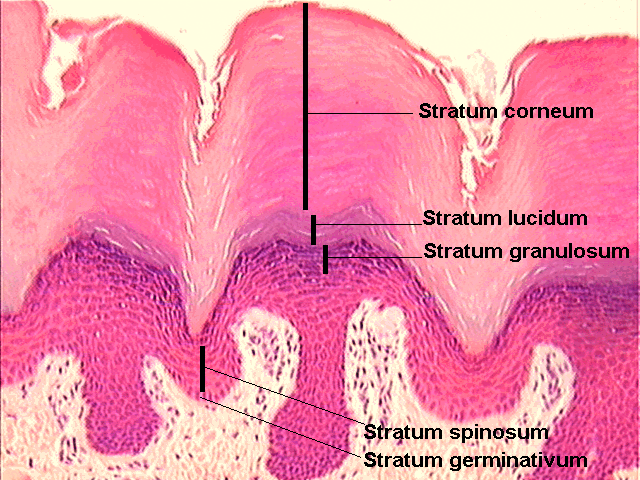 Stratum corneum
Stratum lucidum
Stratum granulosum
Stratum spinosum
Stratum germinativum